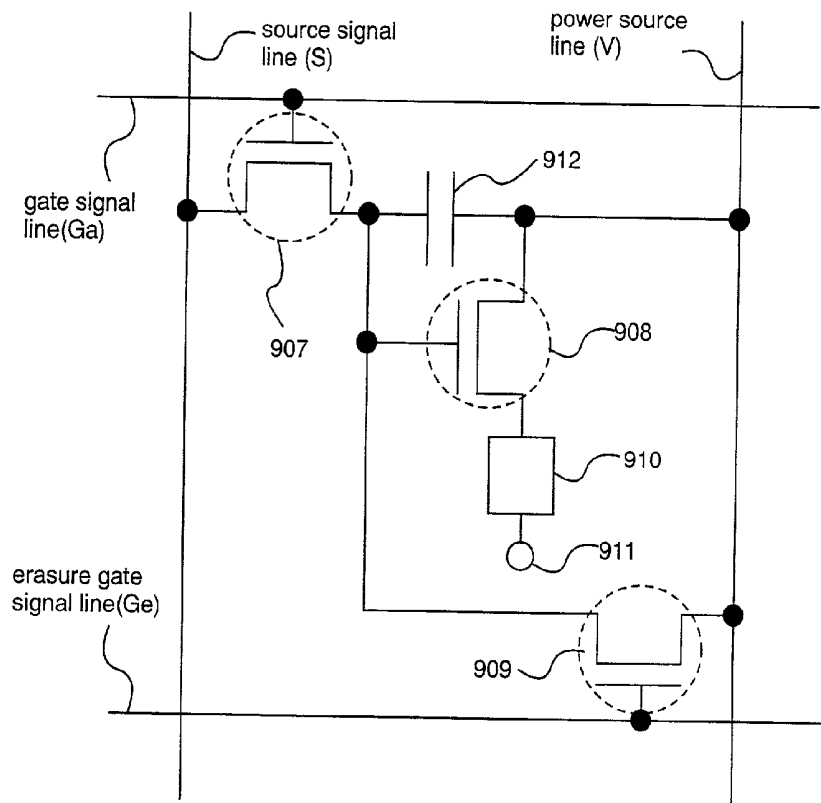 source signal
line (S)
power source
line (V)
912
gate signal
line(Ga)
907
908
910
911
erasure gate
signal line(Ge)
909